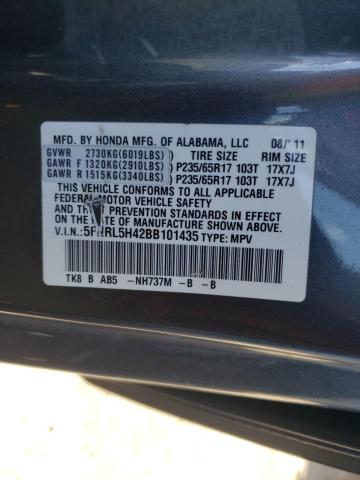 MFD. BY HONDA MFG. OF ALABAMA, LLC 08/'11
GVWR 2730KG(6019LBS) TIRE SIZE RIM SIZE
GAWR F 1320KG(2910LBS) P235/65R17 103T 17X7J
GAWR R 1515KG(3340LBS) P235/65R17 103T 17X7J
THIS VEHICLE CONFORMS TO ALL APPLICABLE
FEDERAL MOTOR VEHICLE SAFETY AND THEFT
PREVENTION STANDARDS IN EFFECT ON THE
DATE OF MANUFACTURE SHOWN ABOVE.
V.I.N.:5FNRL5H42BB101435 TYPE: MPV
TK8 B AB5 -NH737M -B -B